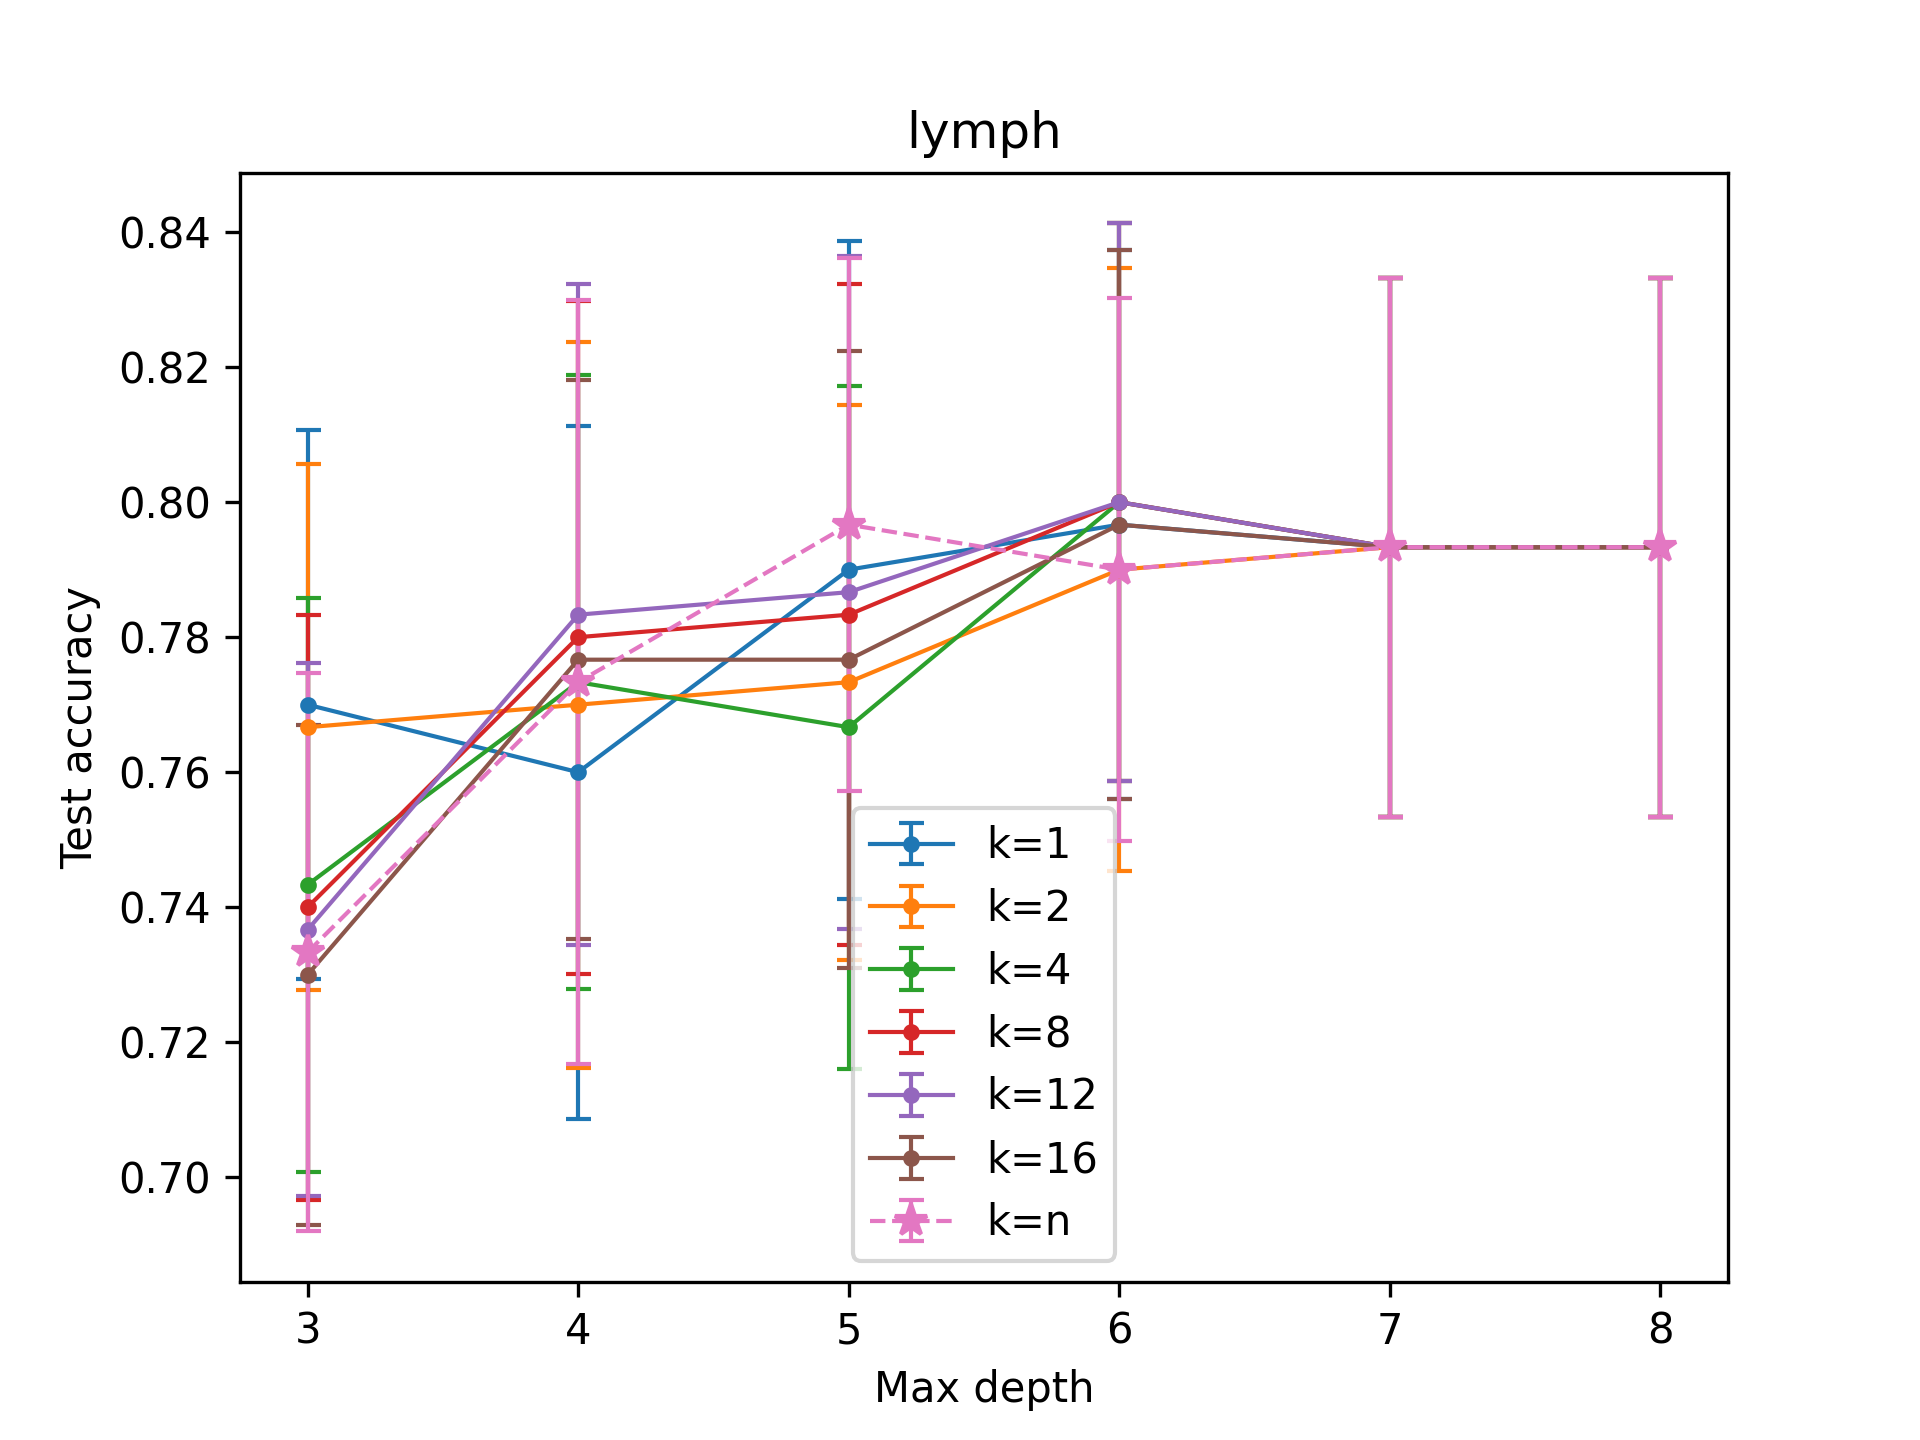 lymph
0.84
0.82
0.80
0.78
0.76
0.74
0.72
0.70
Test accuracy
k=1
k=2
k=4
k=8
k=12
k=16
k=n
3 4 5 6 7 8
Max depth